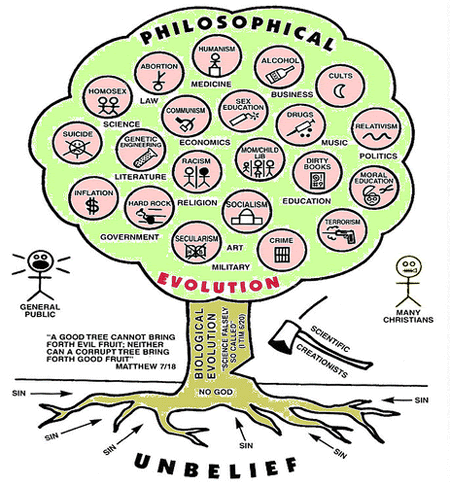 PHILOSOPHICAL
HUMANISM
ABORTION
ALCOHOL
CULTS
HOMOSEX
LAW
MEDICINE
BUSINESS
COMMUNISM
SEX
EDUCATION
DRUGS
RELATIVISM
SCIENCE
SUICIDE
GENETIC
ENGINEERING
ECONOMICS
MUSIC
POLITICS
MOM/CHILD
LIB
RACISM
DIRTY
BOOKS
LITERATURE
MORAL
EDUCATION
INFLATION
$
HARD ROCK
RELIGION
SOCIALISM
EDUCATION
TERRORISM
GOVERNMENT
SECULARISM
ART
CRIME
MILITARY
EVOLUTION
GENERAL
PUBLIC
MANY
CHRISTIANS
"A GOOD TREE CANNOT BRING
FORTH EVIL FRUIT; NEITHER
CAN A CORRUPT TREE BRING
FORTH GOOD FRUIT"
MATTHEW 7/18
BIOLOGICAL
EVOLUTION
"SCIENCE FALSELY
SO CALLED"
(I TIM 6/20)
SCIENTIFIC
CREATIONISTS
NO GOD
SIN
SIN
SIN
SIN
SIN
SIN
UNBELIEF